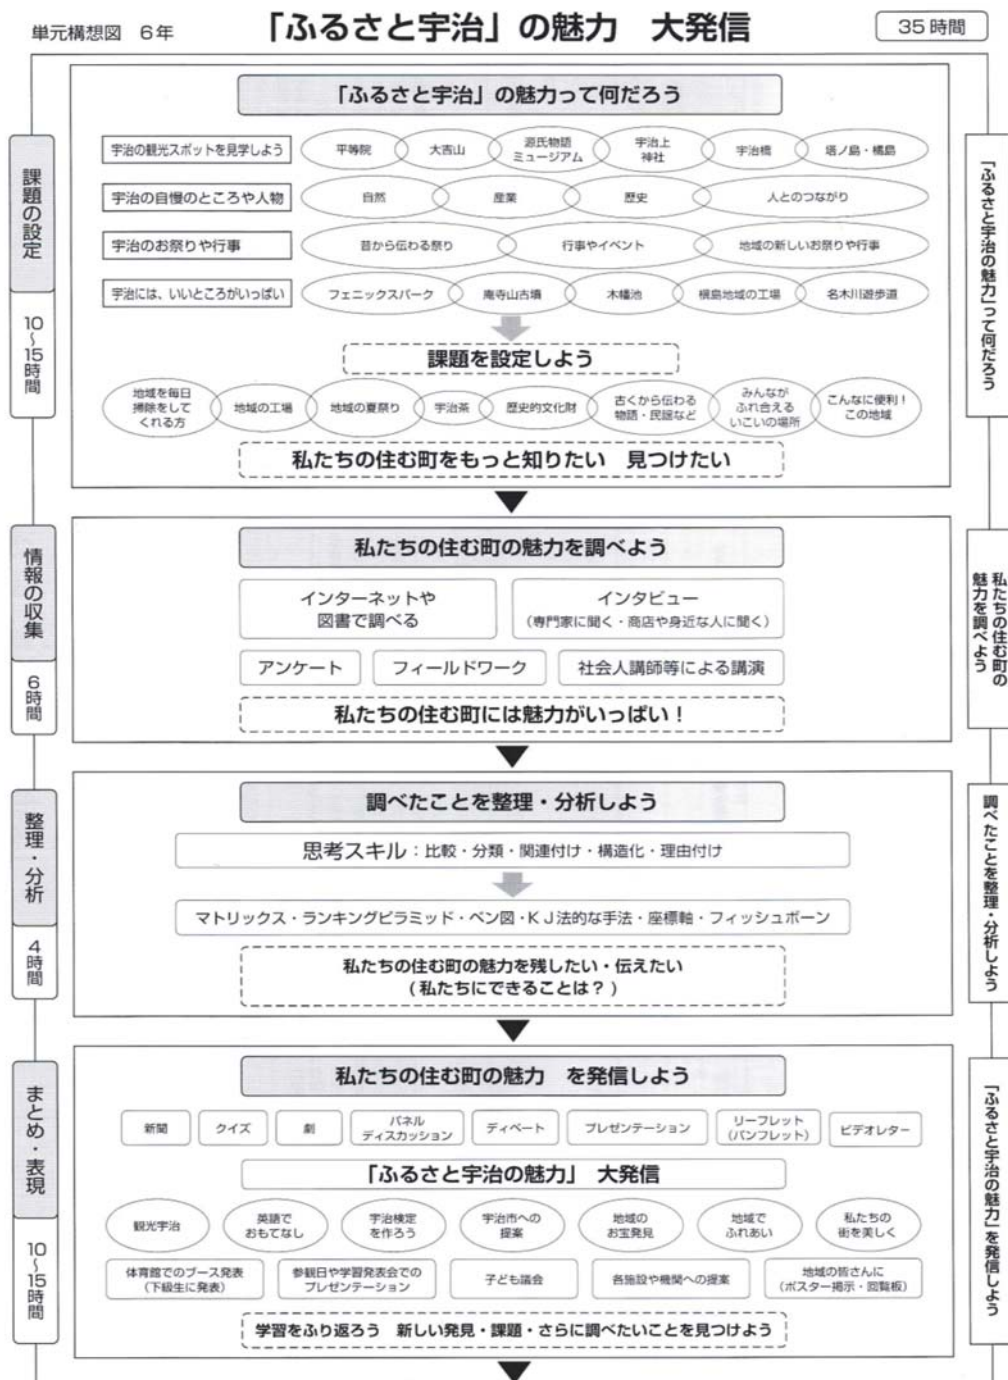 単元構想図 6年
「ふるさと宇治」の魅力 大発信
35時間
「ふるさと宇治」の魅力って何だろう
宇治の観光スポットを見学しよう
平等院
大吉山
源氏物語
ミュージアム
宇治上
神社
宇治橋
塔ノ島・橘島
宇治の自慢のところや人物
自然
産業
歴史
人とのつながり
宇治のお祭りや行事
昔から伝わる祭り
行事やイベント
地域の新しいお祭りや行事
宇治には、いいところがいっぱい
フェニックスパーク
庵寺山古墳
木幡池
槇島地域の工場
名木川遊歩道
課題を設定しよう
地域を毎日
掃除をして
くれる方
地域の工場
地域の夏祭り
宇治茶
歴史的文化財
古くから伝わる
物語・民謡など
みんなが
ふれ合える
いこいの場所
こんなに便利!
この地域
私たちの住む町をもっと知りたい 見つけたい
課題の設定
10〜15時間
「ふるさと宇治の魅力」って何だろう
私たちの住む町の魅力を調べよう
インターネットや
図書で調べる
インタビュー
(専門家に聞く・商店や身近な人に聞く)
アンケート
フィールドワーク
社会人講師等による講演
私たちの住む町には魅力がいっぱい!
情報の収集
6時間
私たちの住む町の
魅力を調べよう
調べたことを整理・分析しよう
思考スキル:比較・分類・関連付け・構造化・理由付け
マトリックス・ランキングピラミッド・ベン図・KJ法的な手法・座標軸・フィッシュボーン
私たちの住む町の魅力を残したい・伝えたい
(私たちにできることは?)
整理・分析
4時間
調べたことを整理・分析しよう
私たちの住む町の魅力 を発信しよう
新聞
クイズ
劇
パネル
ディスカッション
ディベート
プレゼンテーション
リーフレット
(パンフレット)
ビデオレター
「ふるさと宇治の魅力」 大発信
観光宇治
英語で
おもてなし
宇治検定
を作ろう
宇治市への
提案
地域の
お宝発見
地域で
ふれあい
私たちの
街を美しく
体育館でのブース発表
(下級生に発表)
参観日や学習発表会での
プレゼンテーション
子ども議会
各施設や機関への提案
地域の皆さんに
(ポスター掲示・回覧板)
学習をふり返ろう 新しい発見・課題・さらに調べたいことを見つけよう
まとめ・表現
10〜15時間
「ふるさと宇治の魅力」を発信しよう